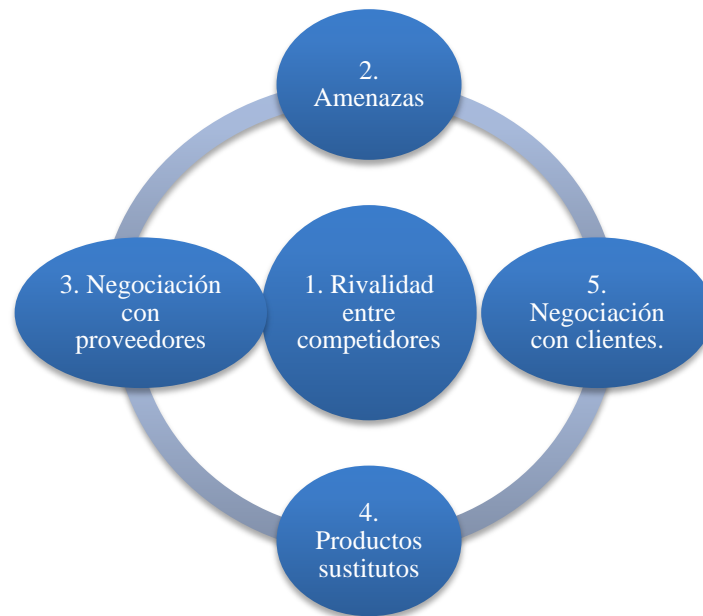 2.
Amenazas
3. Negociación
con
proveedores
1. Rivalidad
entre
competidores
5.
Negociación
con clientes.
4.
Productos
sustitutos